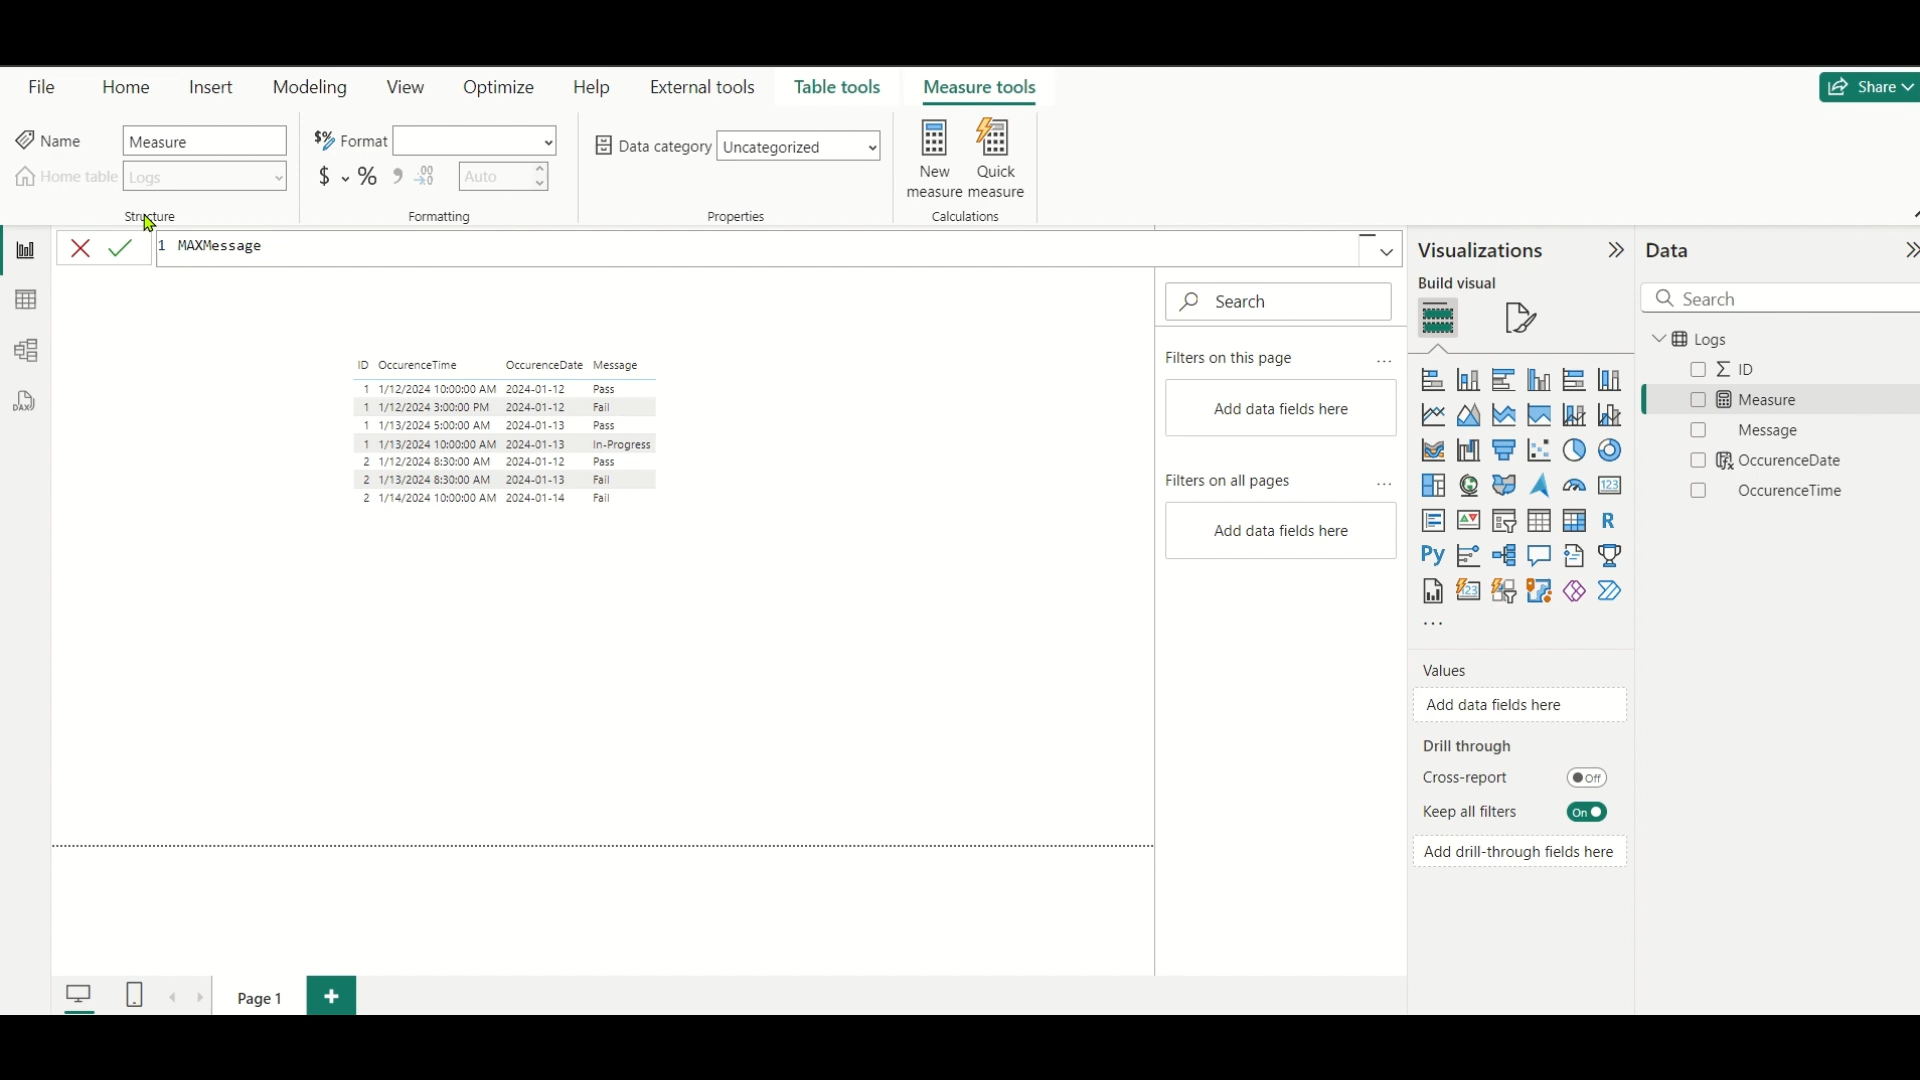 File Home Insert Modeling View Optimize Help External tools Table tools Measure tools Share
Name Measure
Home table Logs
Structure
$% Format
$ % 9 .00 Auto
Formatting
Data category Uncategorized
Properties
New measure
Quick measure
Calculations
1 MAXMessage
ID OccurenceTime OccurenceDate Message
1 1/12/2024 10:00:00 AM 2024-01-12 Pass
1 1/12/2024 3:00:00 PM 2024-01-12 Fail
1 1/13/2024 5:00:00 AM 2024-01-13 Pass
1 1/13/2024 10:00:00 AM 2024-01-13 In-Progress
2 1/12/2024 8:30:00 AM 2024-01-12 Pass
2 1/13/2024 8:30:00 AM 2024-01-13 Fail
2 1/14/2024 10:00:00 AM 2024-01-14 Fail
DAX
Search
Filters on this page ...
Add data fields here
Filters on all pages ...
Add data fields here
Visualizations
Build visual
123
R
Py
123
...
Values
Add data fields here
Drill through
Cross-report Off
Keep all filters On
Add drill-through fields here
Data
Search
Logs
Σ ID
Measure
Message
OccurenceDate
OccurenceTime
Page 1 +